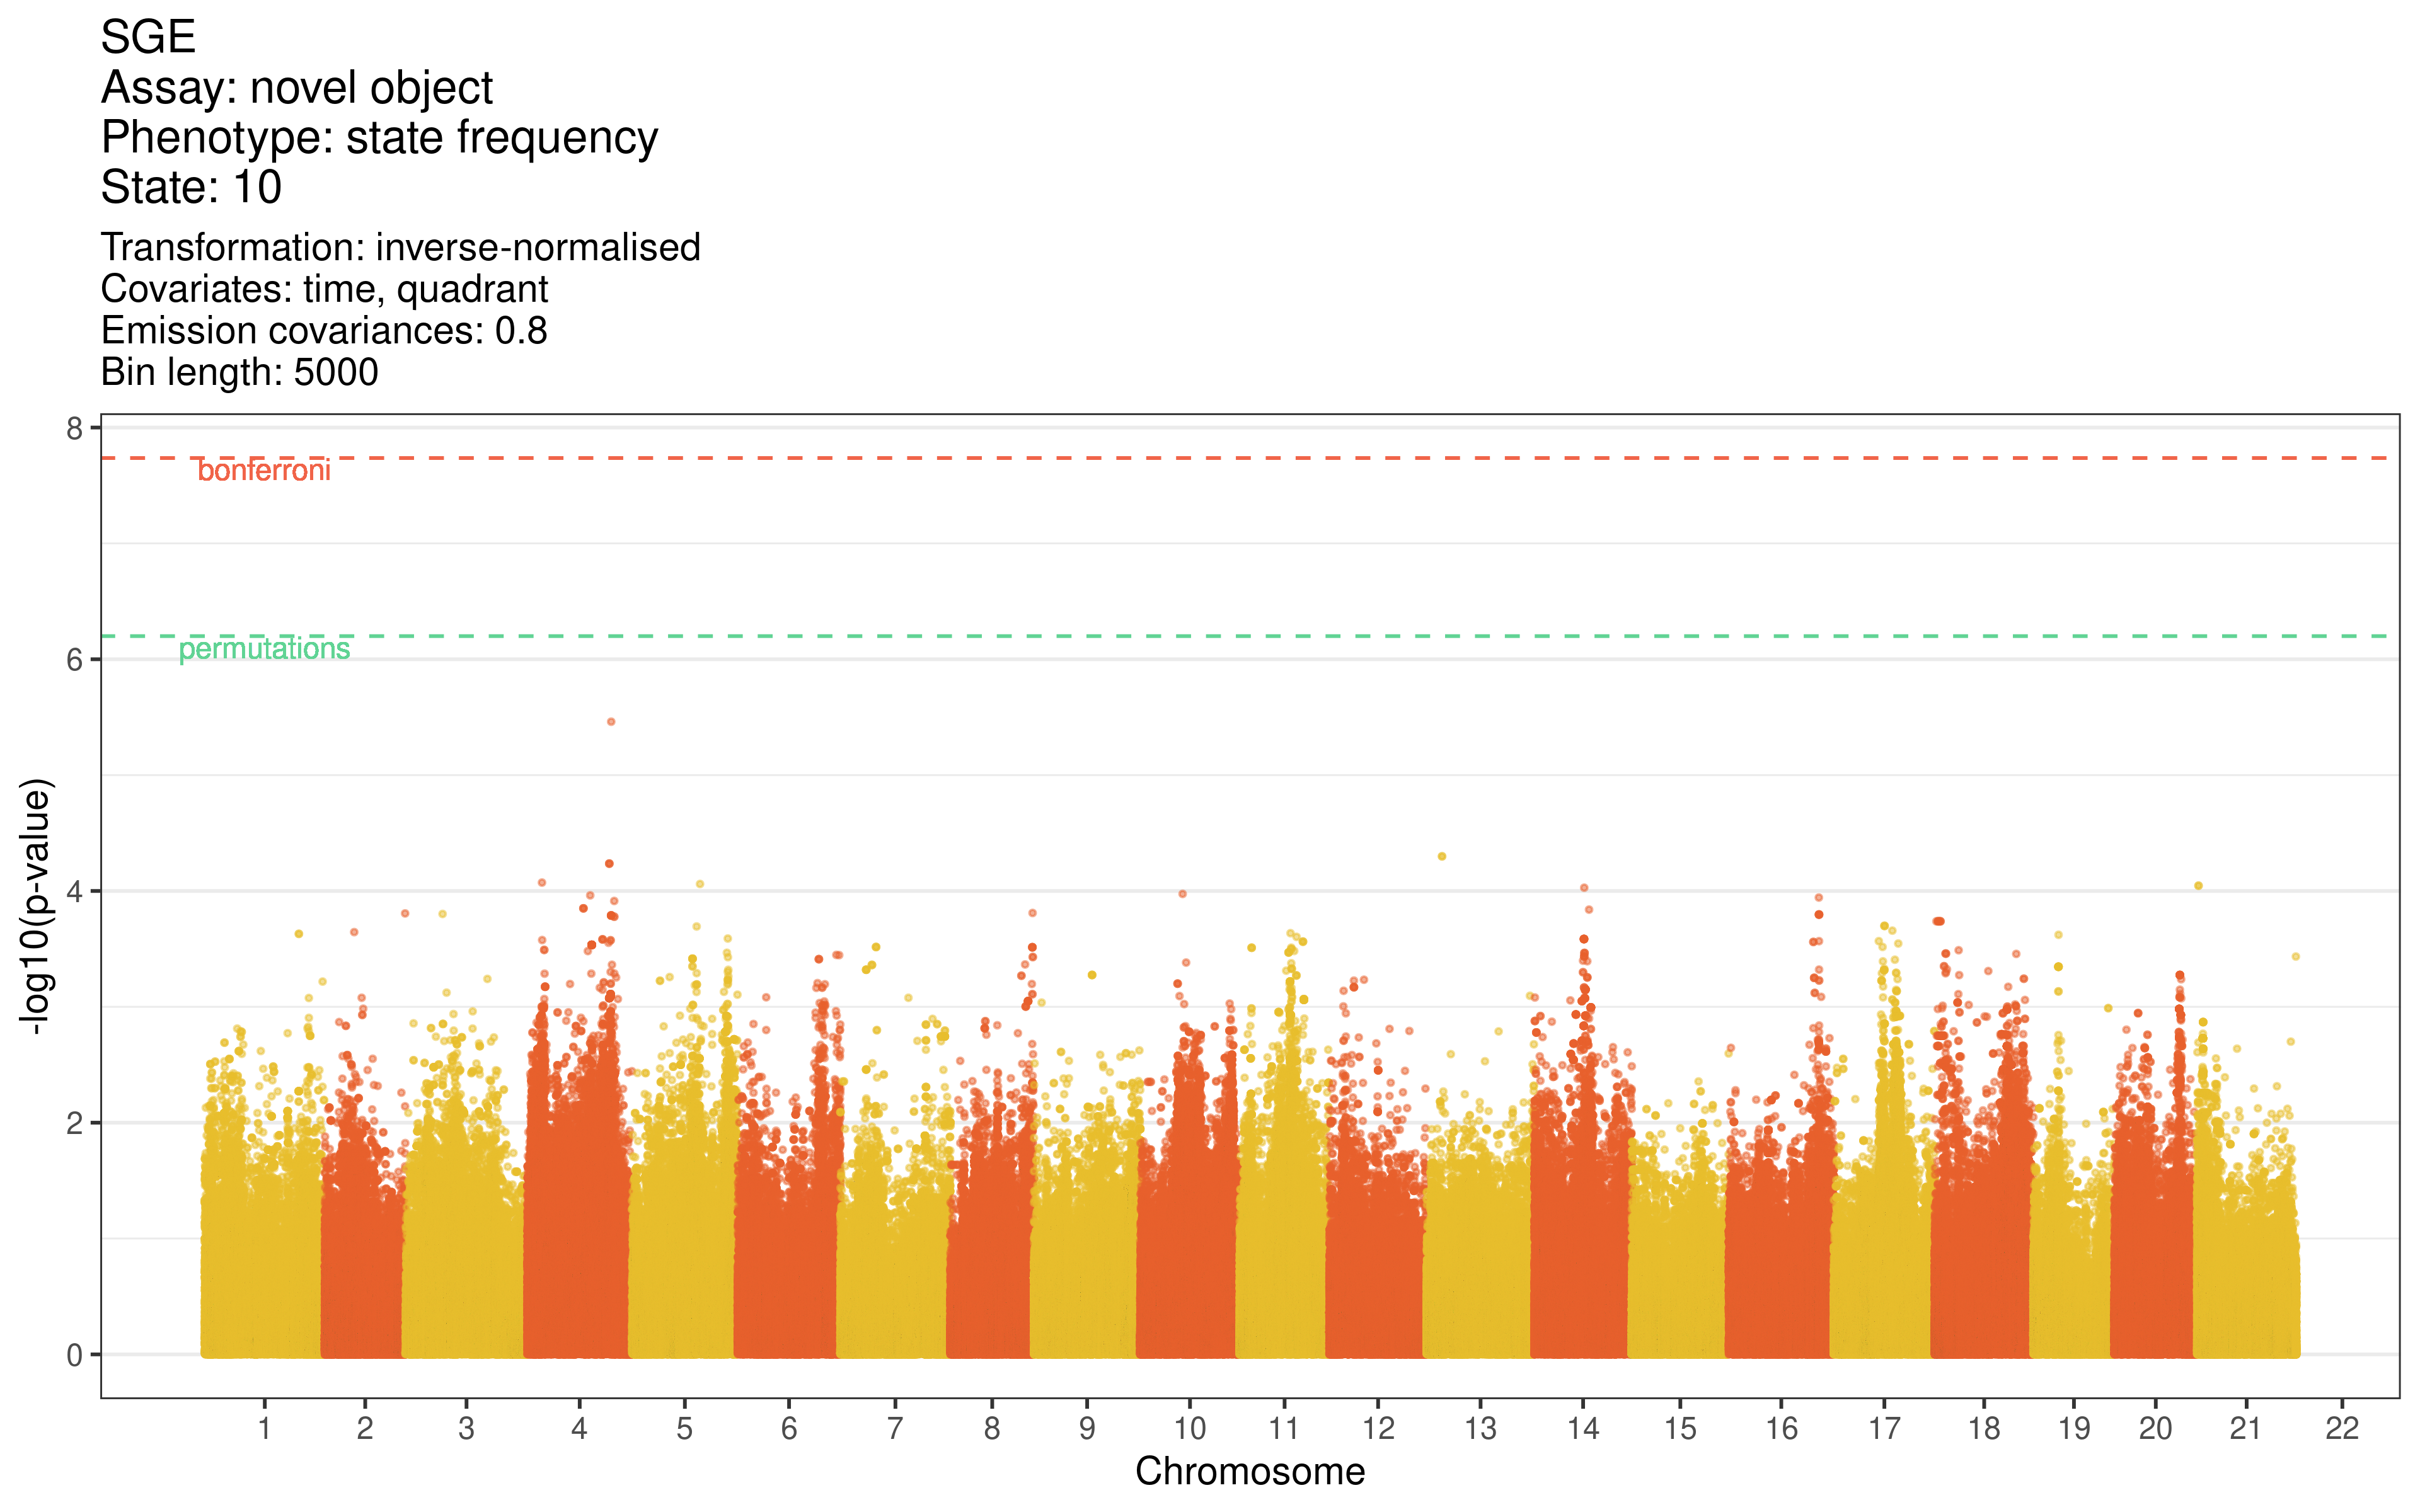 SGE
Assay: novel object
Phenotype: state frequency
State: 10
Transformation: inverse-normalised
Covariates: time, quadrant
Emission covariances: 0.8
Bin length: 5000
8
bonferroni
permutations
6
4
2
0
-log10(p-value)
1 2 3 4 5 6 7 8 9 10 11 12 13 14 15 16 17 18 19 20 21 22
Chromosome